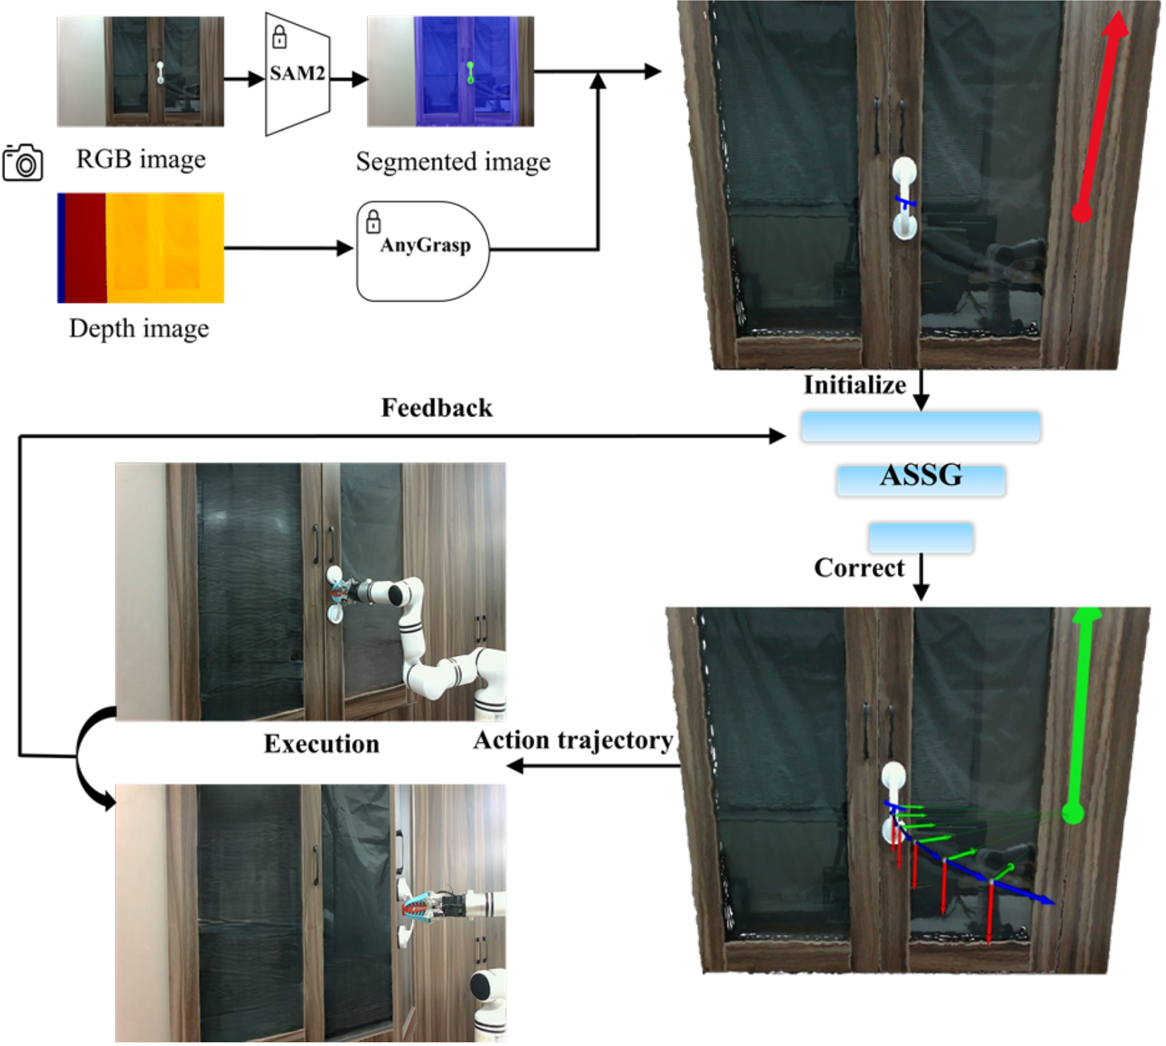 SAM2
RGB image
Segmented image
AnyGrasp
Depth image
Initialize
Feedback
ASSG
Correct
Execution
Action trajectory